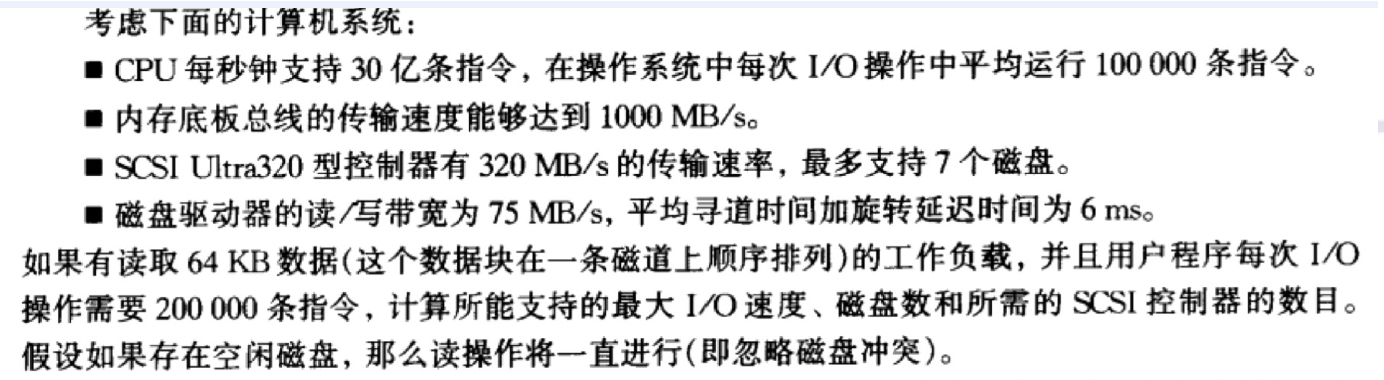 考虑下面的计算机系统：
■ CPU 每秒钟支持 30 亿条指令，在操作系统中每次 I/O 操作中平均运行 100 000 条指令。
■ 内存底板总线的传输速度能够达到 1000 MB/s。
■ SCSI Ultra320 型控制器有 320 MB/s 的传输速率，最多支持 7 个磁盘。
■ 磁盘驱动器的读/写带宽为 75 MB/s，平均寻道时间加旋转延迟时间为 6 ms。
如果有读取 64 KB 数据(这个数据块在一条磁道上顺序排列)的工作负载，并且用户程序每次 I/O
操作需要 200 000 条指令，计算所能支持的最大 I/O 速度、磁盘数和所需的 SCSI 控制器的数目。
假设如果存在空闲磁盘，那么读操作将一直进行(即忽略磁盘冲突)。